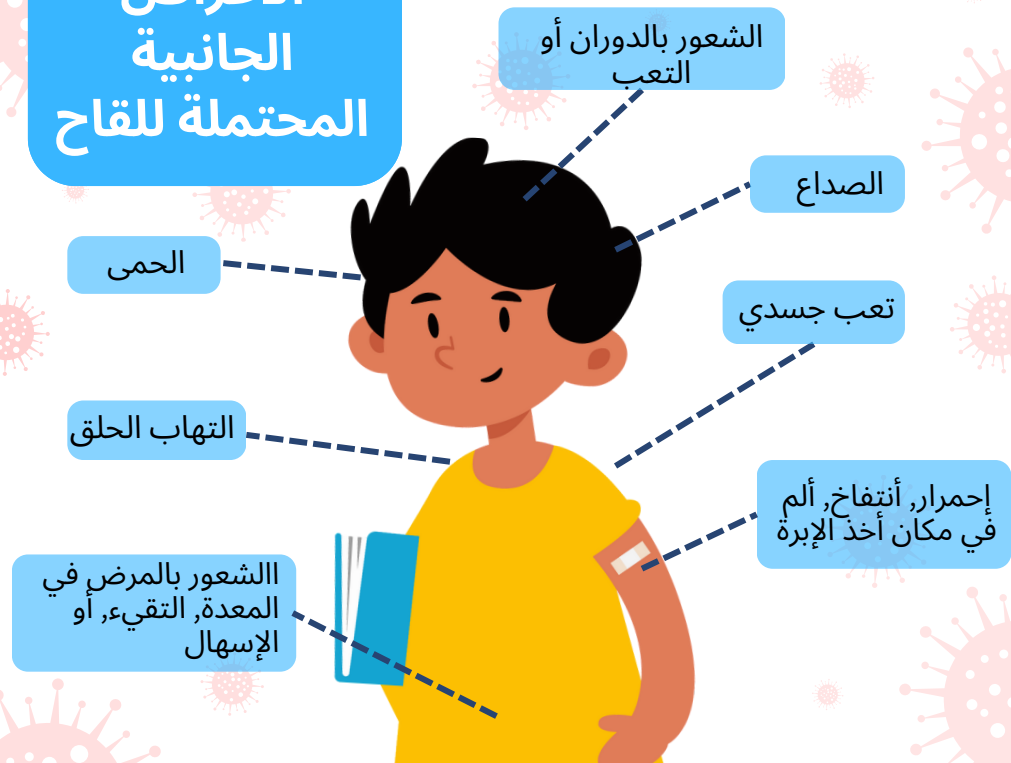 الجانبية
المحتملة للقاح
الشعور بالدوران أو
التعب
الصداع
الحمى
تعب جسدي
التهاب الحلق
إحمرار, أنتفاخ, ألم
في مكان أخذ الإبرة
االشعور بالمرض في
المعدة, التقيء, أو
الإسهال